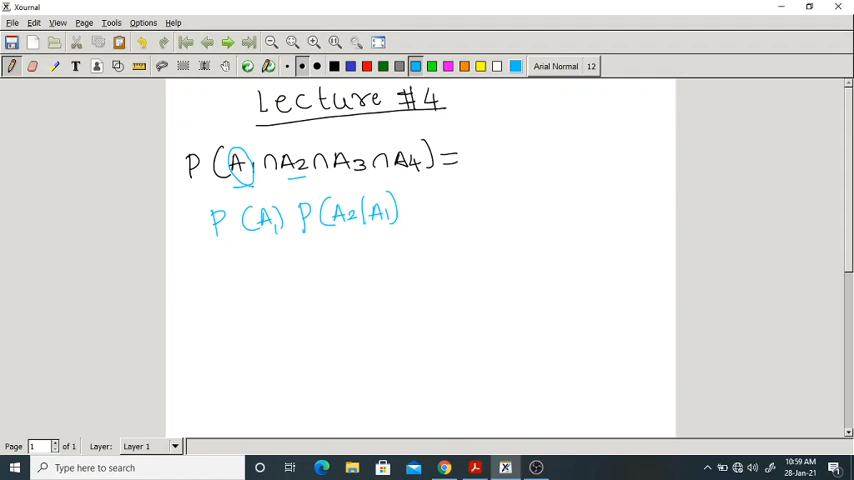 Xournal
File Edit View Page Tools Options Help
Arial Normal 12
Lecture #4
P (A1 ∩ A2 ∩ A3 ∩ A4) =
P (A1) P (A2|A1)
Page 1 of 1 Layer: Layer 1
Type here to search
10:59 AM
28-Jan-21